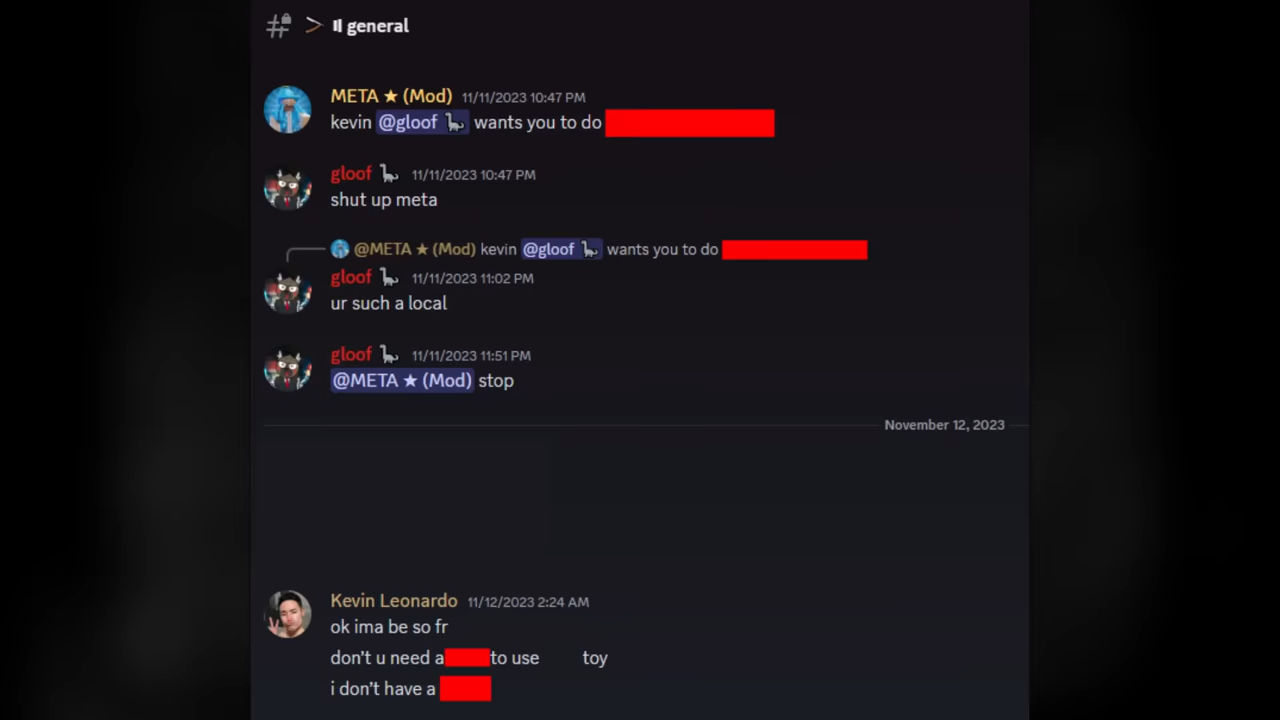 general
META ★ (Mod) 11/11/2023 10:47 PM
kevin @gloof 🦕 wants you to do
gloof 🦕 11/11/2023 10:47 PM
shut up meta
@META ★ (Mod) kevin @gloof 🦕 wants you to do
gloof 🦕 11/11/2023 11:02 PM
ur such a local
gloof 🦕 11/11/2023 11:51 PM
@META ★ (Mod) stop
November 12, 2023
Kevin Leonardo 11/12/2023 2:24 AM
ok ima be so fr
don't u need a to use toy
i don't have a